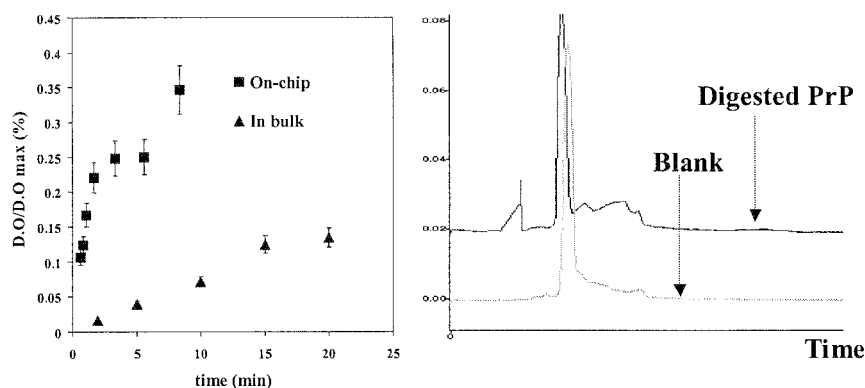 0.45
0.4
0.35
0.3
0.25
0.2
0.15
0.1
0.05
0
D.O/D.O max (%)
On-chip
In bulk
0 5 10 15 20 25
time (min)
0.08
0.06
0.04
0.02
0.00
Digested PrP
Blank
Time